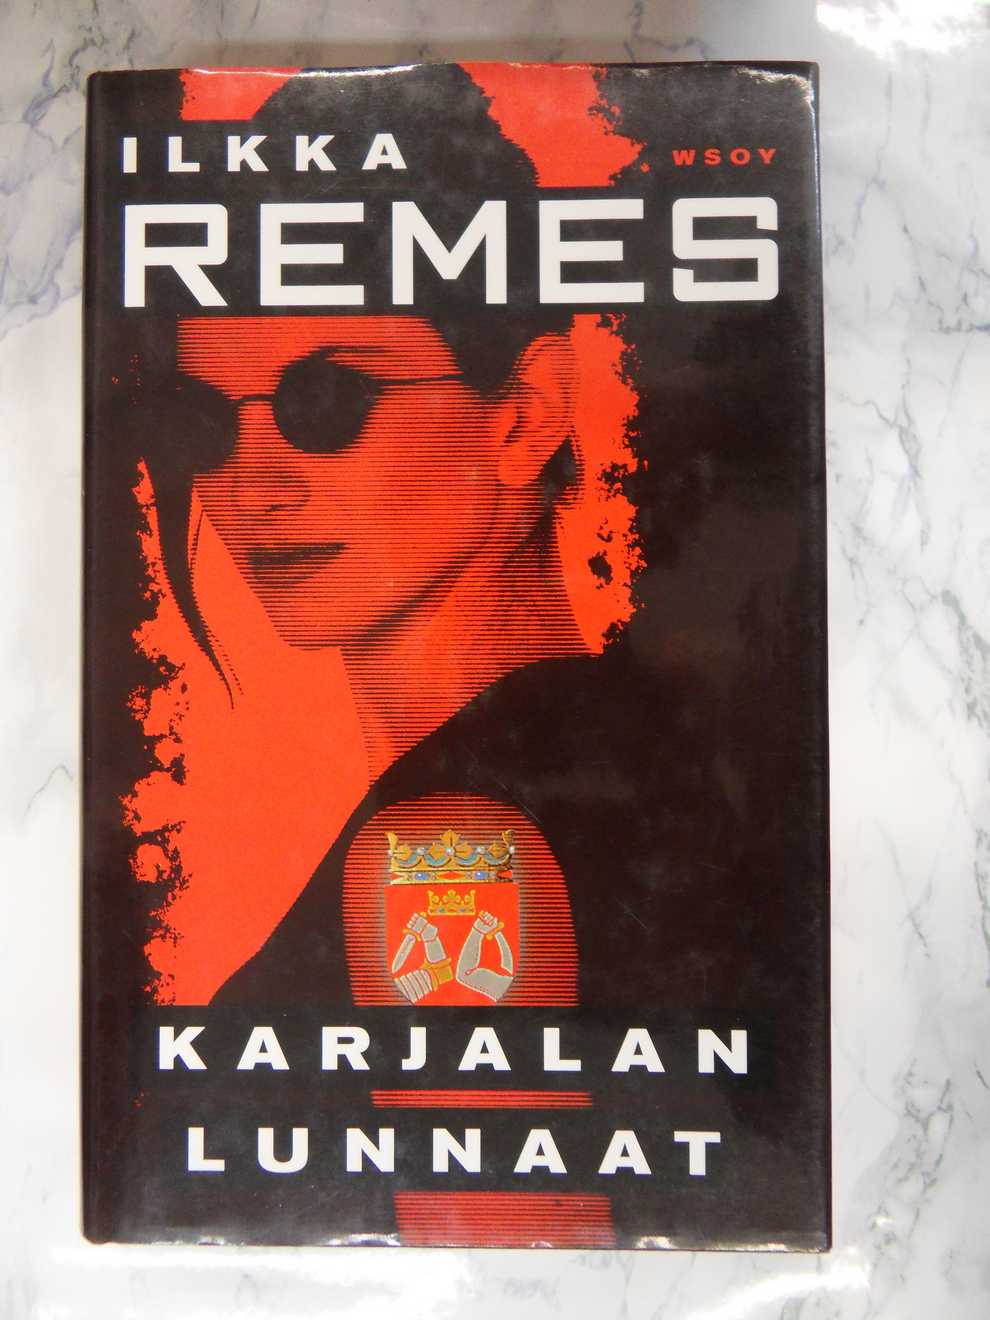 ILKKA
WSOY
REMES
KARJALAN
LUNNAAT